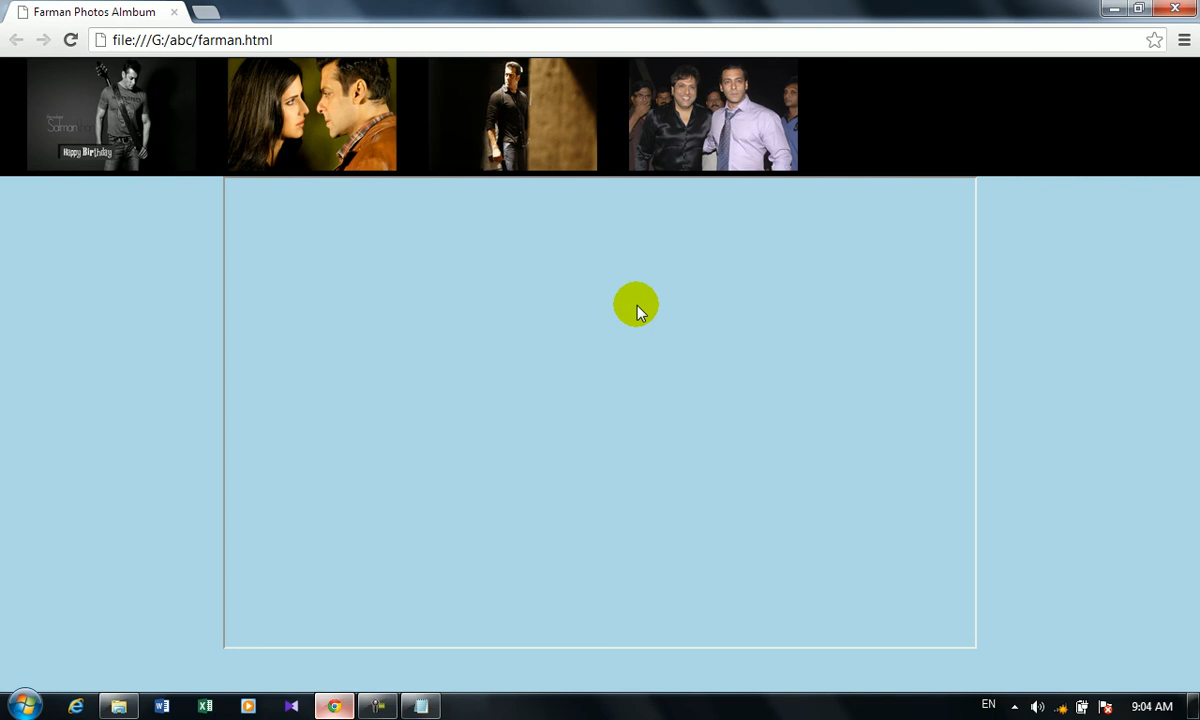 Farman Photos Almbum
file:///G:/abc/farman.html
Salman
Happy Birthday
EN
9:04 AM